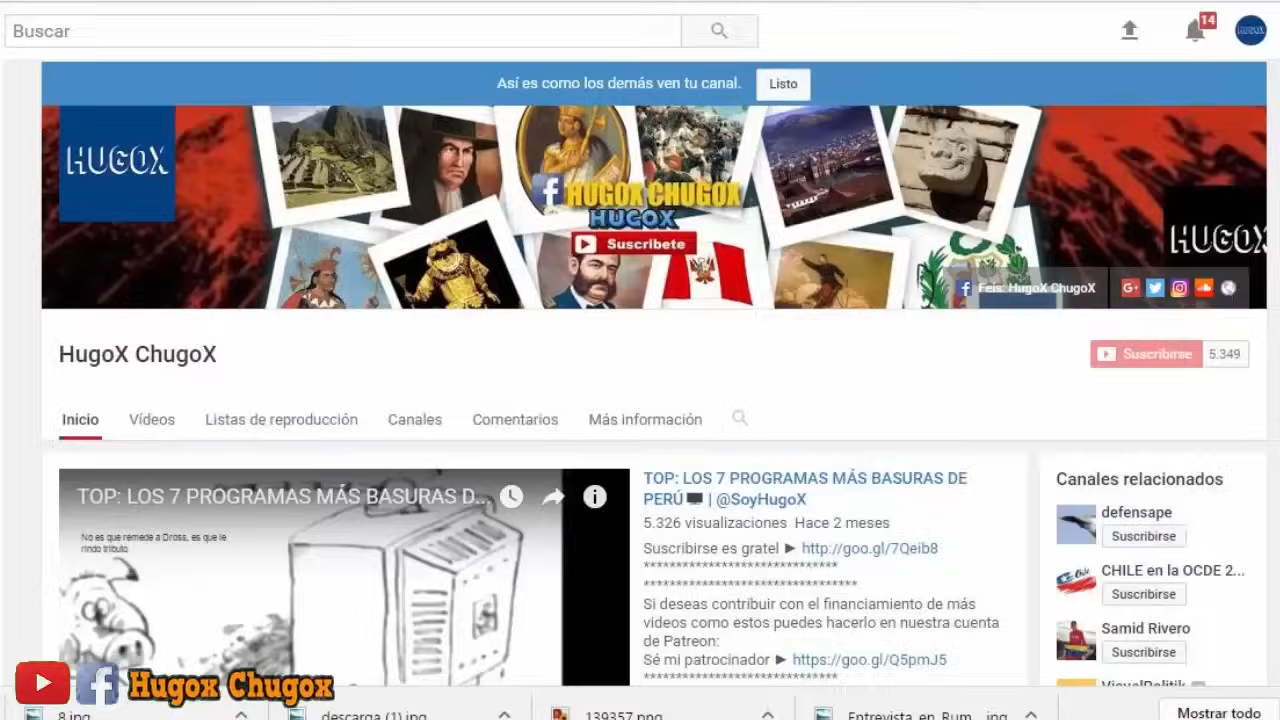 Buscar
14
HUGOX
Así es como los demás ven tu canal.
Listo
HUGOX
HUGOX CHUGOX
HUGOX
Suscribete
HUGOX
Feis: HugoX ChugoX
HugoX ChugoX
Suscribirse 5.349
Inicio Vídeos Listas de reproducción Canales Comentarios Más información
TOP: LOS 7 PROGRAMAS MÁS BASURAS D...
No es que remede a Dross, es que le
rindo tributo.
TOP: LOS 7 PROGRAMAS MÁS BASURAS DE
PERÚ | @SoyHugoX
5.326 visualizaciones Hace 2 meses
Suscribirse es gratel ► http://goo.gl/7Qeib8
******************************
*********************************
Si deseas contribuir con el financiamiento de más
videos como estos puedes hacerlo en nuestra cuenta
de Patreon:
Sé mi patrocinador ► https://goo.gl/Q5pmJ5
******************************
Canales relacionados
defensape
Suscribirse
CHILE en la OCDE 2...
Suscribirse
Samid Rivero
Suscribirse
VisualPolitik
Hugox Chugox
8.jpg
descarga (1).jpg
139357.png
Entrevista_en_Rum....jpg
Mostrar todo